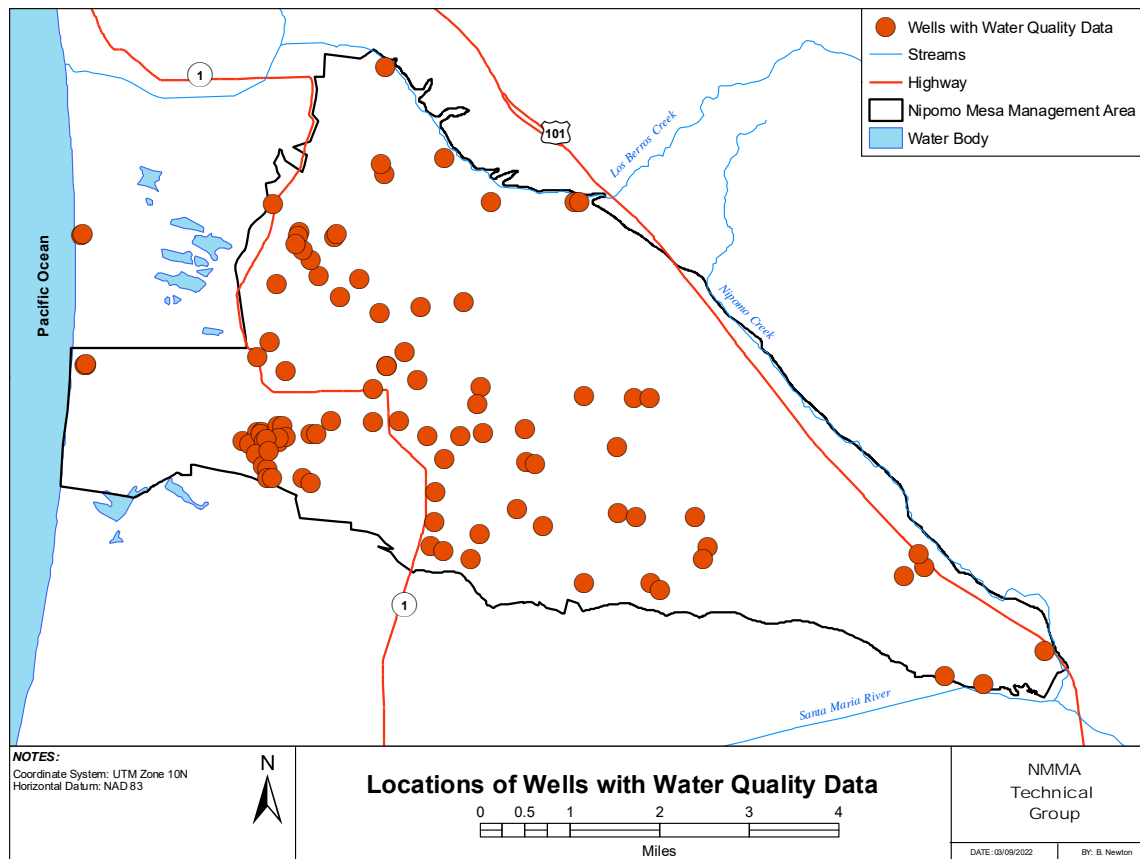 Wells with Water Quality Data
Streams
Highway
Nipomo Mesa Management Area
Water Body
1
101
Los Berros Creek
Pacific Ocean
Nipomo Creek
1
Santa Maria River
NOTES:
Coordinate System: UTM Zone 10N
Horizontal Datum: NAD 83
N
Locations of Wells with Water Quality Data
0 0.5 1 2 3 4
Miles
NMMA
Technical
Group
DATE: 03/09/2022 BY: B. Newton